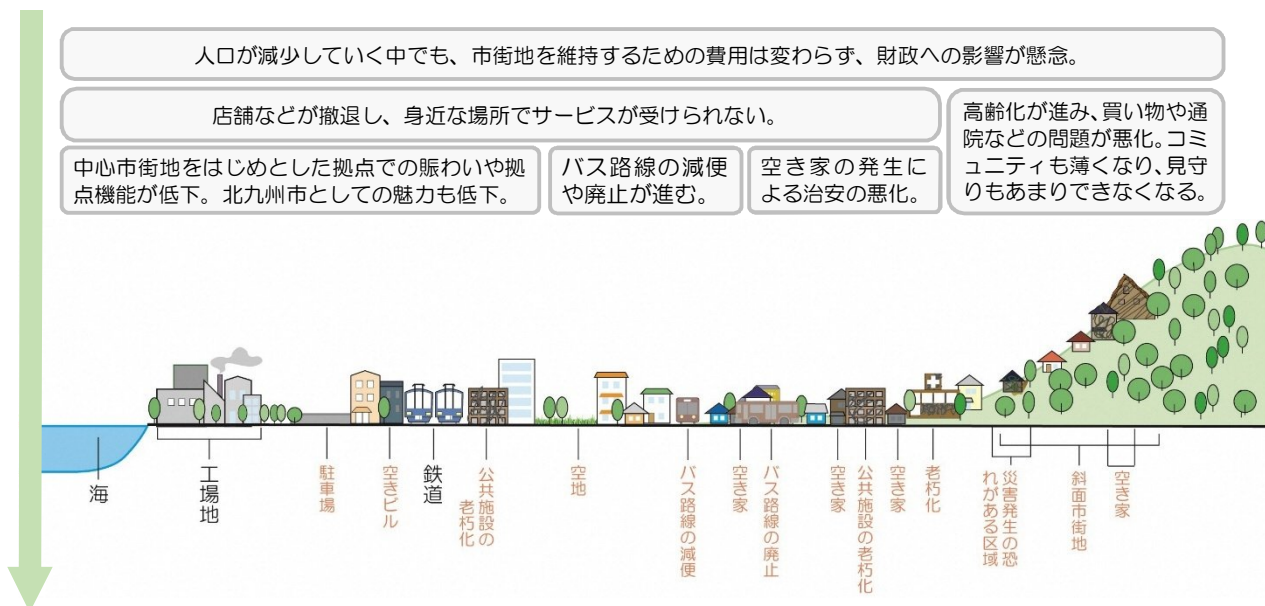 人口が減少していく中でも、市街地を維持するための費用は変わらず、財政への影響が懸念。
店舗などが撤退し、身近な場所でサービスが受けられない。
高齢化が進み、買い物や通
院などの問題が悪化。コミ
ュニティも薄くなり、見守
りもあまりできなくなる。
中心市街地をはじめとした拠点での賑わいや拠
点機能が低下。北九州市としての魅力も低下。
バス路線の減便
や廃止が進む。
空き家の発生に
よる治安の悪化。
海
工場地
駐車場
空きビル
鉄道
公共施設の
老朽化
空地
バス路線の減便
空き家
バス路線の廃止
空き家
公共施設の老朽化
空き家
老朽化
災害発生の恐
れがある区域
斜面市街地
空き家